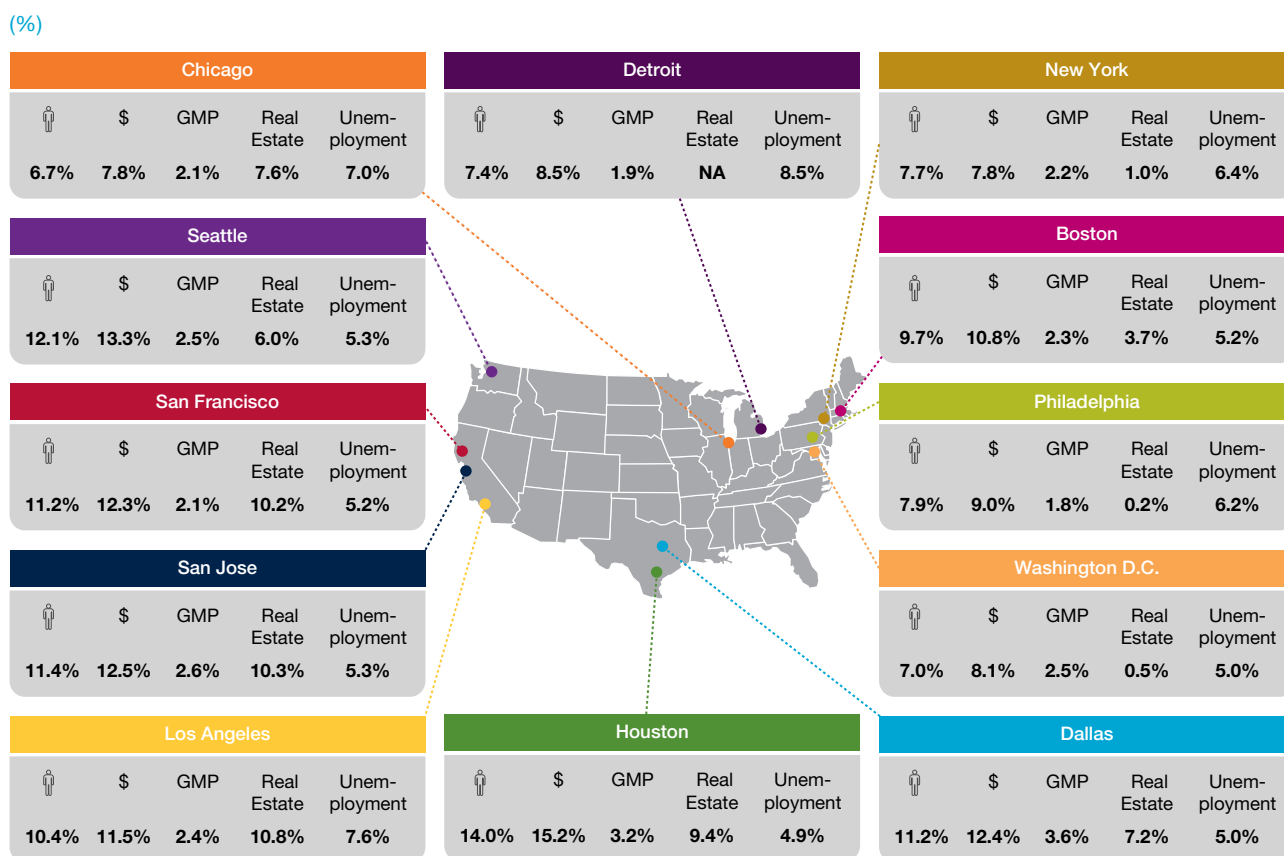 (%)
Chicago
$ GMP Real Estate Unem-ployment
6.7% 7.8% 2.1% 7.6% 7.0%
Detroit
$ GMP Real Estate Unem-ployment
7.4% 8.5% 1.9% NA 8.5%
New York
$ GMP Real Estate Unem-ployment
7.7% 7.8% 2.2% 1.0% 6.4%
Seattle
$ GMP Real Estate Unem-ployment
12.1% 13.3% 2.5% 6.0% 5.3%
Boston
$ GMP Real Estate Unem-ployment
9.7% 10.8% 2.3% 3.7% 5.2%
San Francisco
$ GMP Real Estate Unem-ployment
11.2% 12.3% 2.1% 10.2% 5.2%
Philadelphia
$ GMP Real Estate Unem-ployment
7.9% 9.0% 1.8% 0.2% 6.2%
San Jose
$ GMP Real Estate Unem-ployment
11.4% 12.5% 2.6% 10.3% 5.3%
Washington D.C.
$ GMP Real Estate Unem-ployment
7.0% 8.1% 2.5% 0.5% 5.0%
Los Angeles
$ GMP Real Estate Unem-ployment
10.4% 11.5% 2.4% 10.8% 7.6%
Houston
$ GMP Real Estate Unem-ployment
14.0% 15.2% 3.2% 9.4% 4.9%
Dallas
$ GMP Real Estate Unem-ployment
11.2% 12.4% 3.6% 7.2% 5.0%